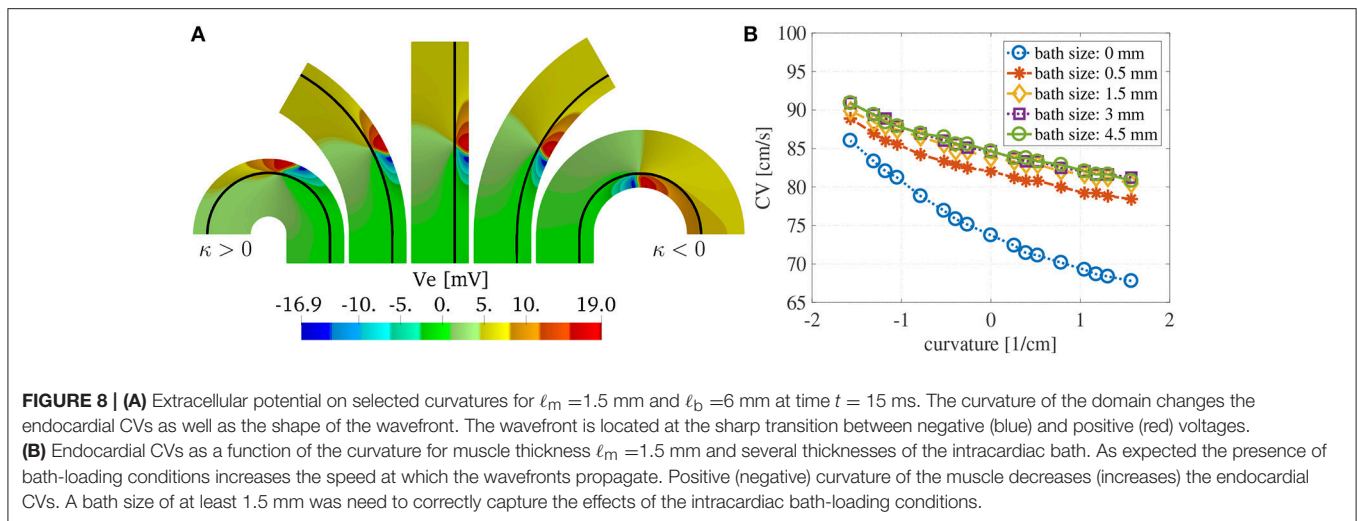 A
κ > 0
κ < 0
Ve [mV]
-16.9 -10. -5. 0. 5. 10. 19.0
B
100
95
90
85
80
75
70
65
CV [cm/s]
-2 -1 0 1 2
curvature [1/cm]
bath size: 0 mm
bath size: 0.5 mm
bath size: 1.5 mm
bath size: 3 mm
bath size: 4.5 mm
FIGURE 8 | (A) Extracellular potential on selected curvatures for ℓm =1.5 mm and ℓb =6 mm at time t = 15 ms. The curvature of the domain changes the
endocardial CVs as well as the shape of the wavefront. The wavefront is located at the sharp transition between negative (blue) and positive (red) voltages.
(B) Endocardial CVs as a function of the curvature for muscle thickness ℓm =1.5 mm and several thicknesses of the intracardiac bath. As expected the presence of
bath-loading conditions increases the speed at which the wavefronts propagate. Positive (negative) curvature of the muscle decreases (increases) the endocardial
CVs. A bath size of at least 1.5 mm was need to correctly capture the effects of the intracardiac bath-loading conditions.